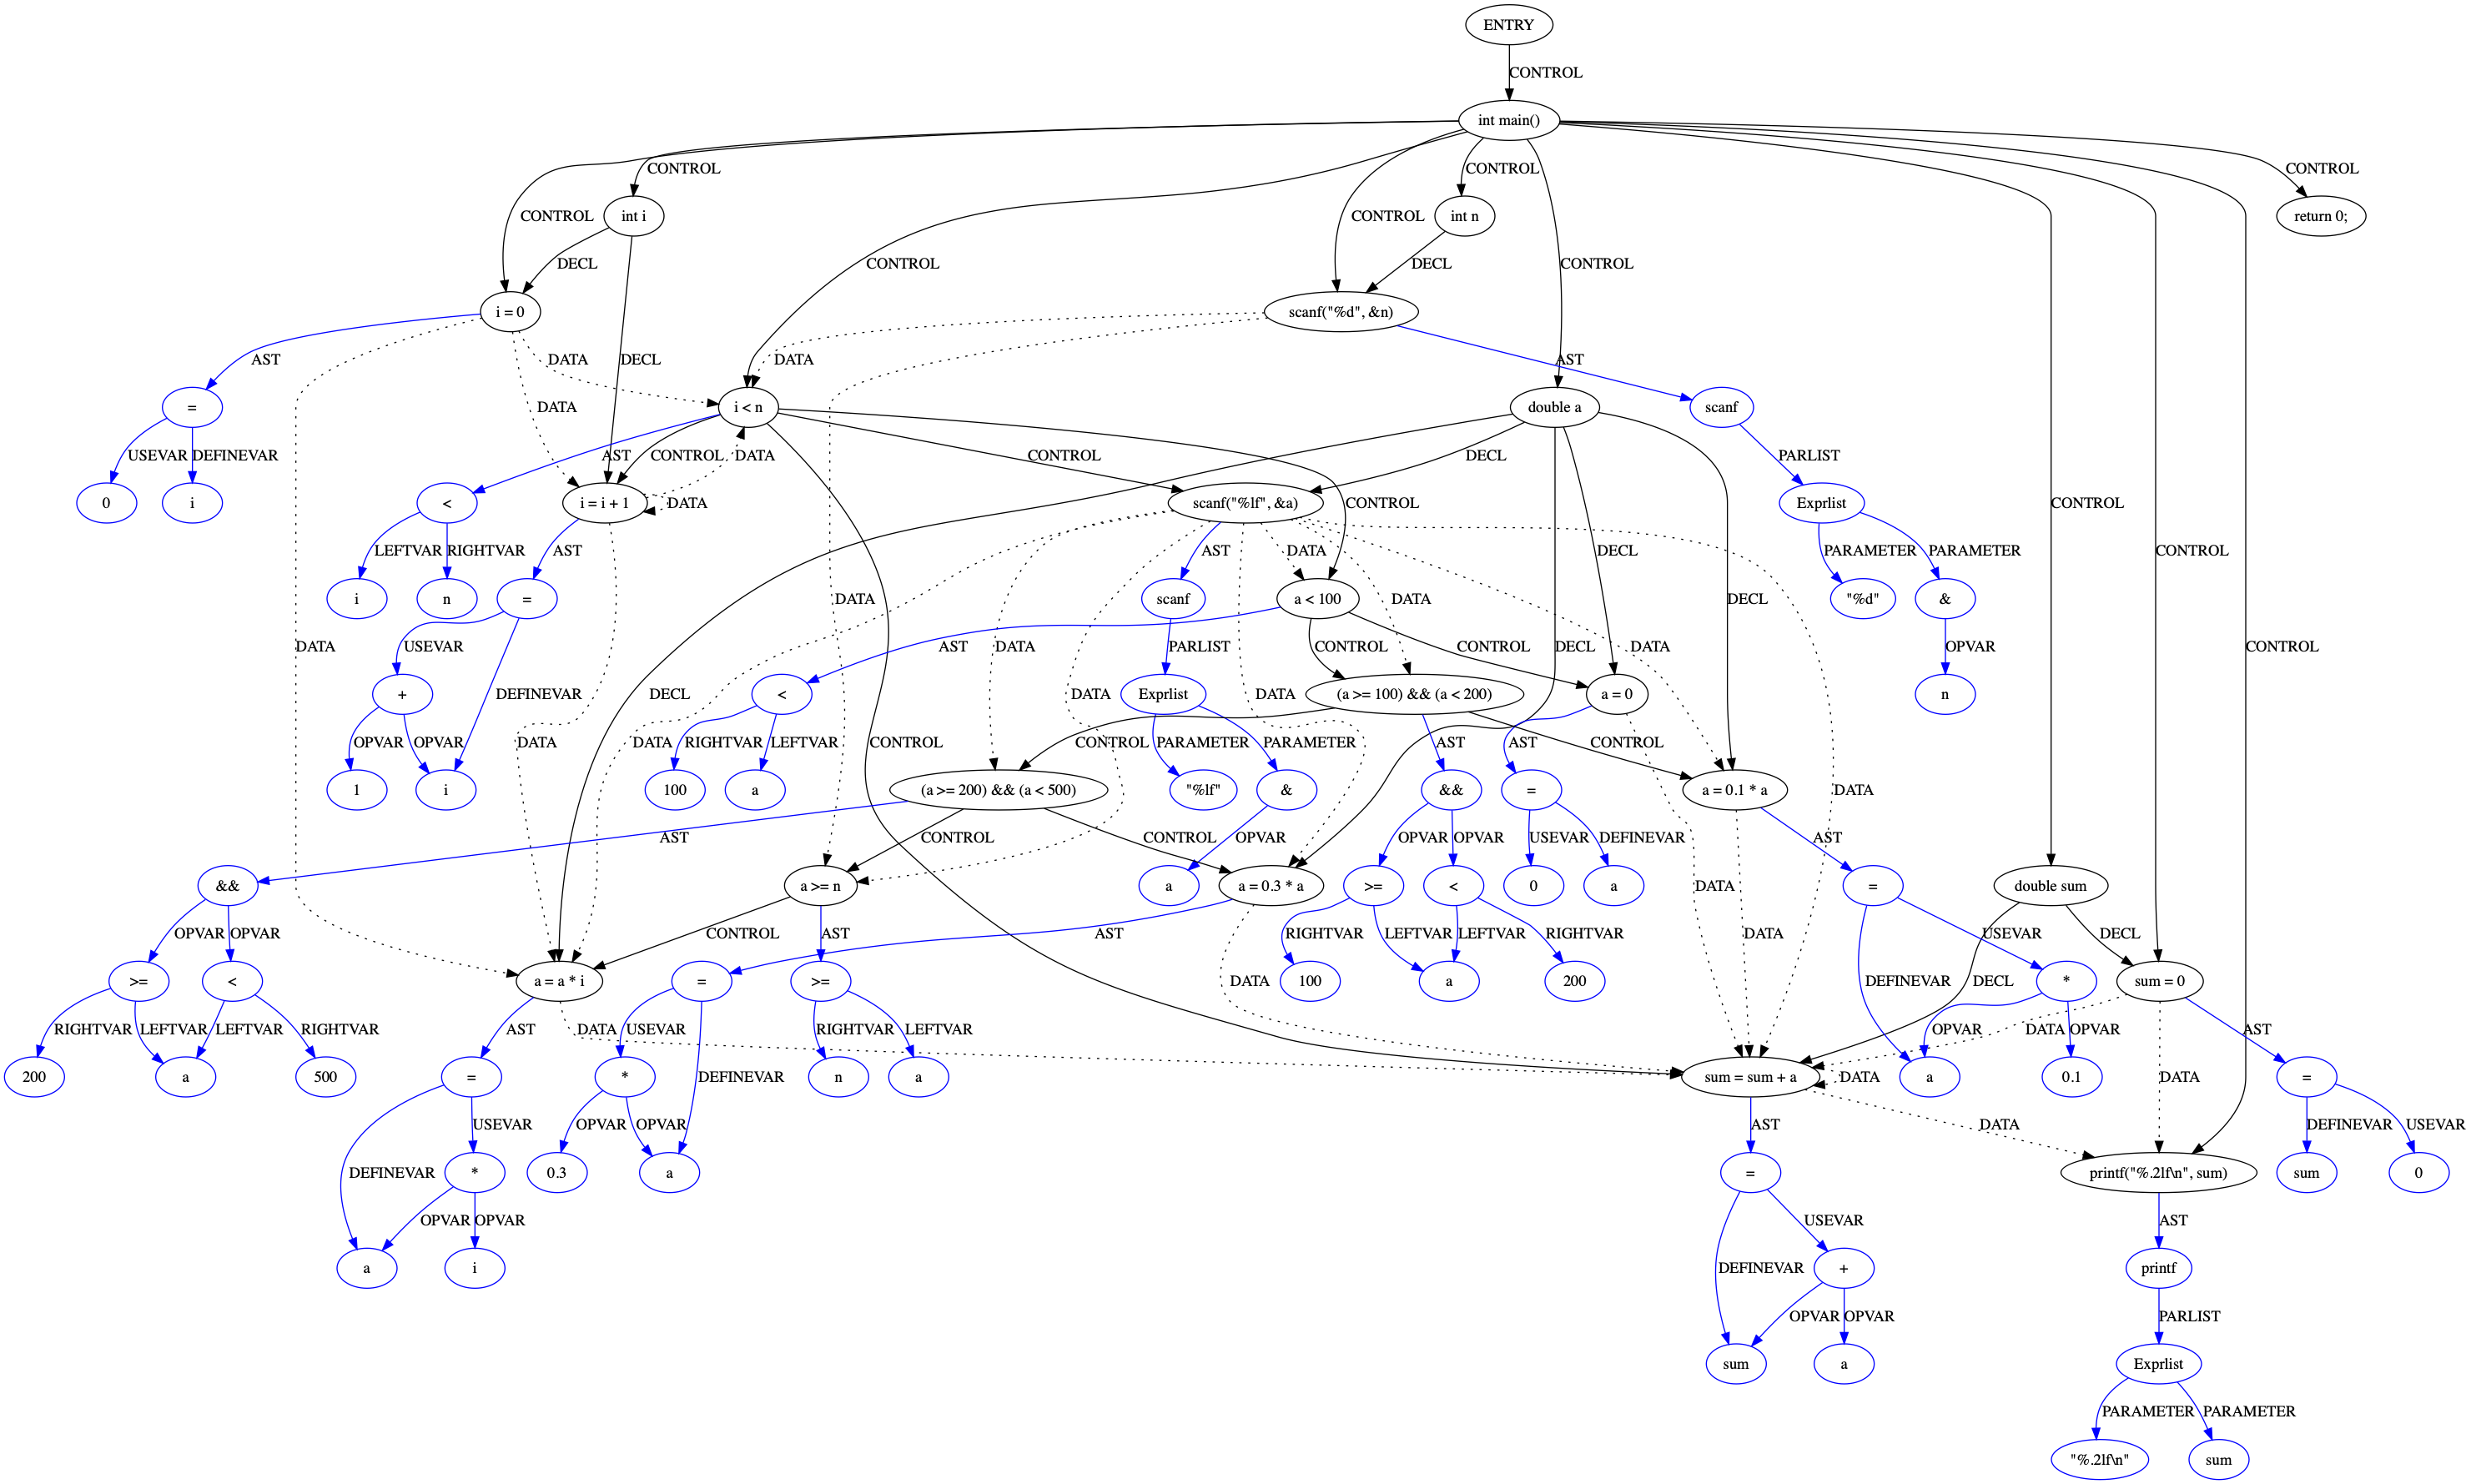 ENTRY
CONTROL
int main()
CONTROL
CONTROL
CONTROL
CONTROL
int i
int n
return 0;
CONTROL
CONTROL
DECL
DECL
CONTROL
CONTROL
i = 0
scanf("%d", &n)
AST
DATA
DECL
DATA
AST
=
i < n
double a
scanf
DATA
USEVAR
DEFINEVAR
AST
CONTROL
DATA
CONTROL
DECL
PARLIST
0
i
<
i = i + 1
DATA
scanf("%lf", &a)
CONTROL
Exprlist
CONTROL
LEFTVAR
RIGHTVAR
AST
AST
DATA
DECL
PARAMETER
PARAMETER
CONTROL
i
n
=
DATA
scanf
a < 100
DATA
DECL
"%d"
&
DATA
USEVAR
DATA
AST
PARLIST
CONTROL
CONTROL
DECL
DATA
OPVAR
CONTROL
+
DEFINEVAR
DECL
<
DATA
Exprlist
DATA
(a >= 100) && (a < 200)
a = 0
n
OPVAR
OPVAR
DATA
DATA
RIGHTVAR
LEFTVAR
CONTROL
CONTROL
PARAMETER
PARAMETER
AST
AST
CONTROL
1
i
100
a
(a >= 200) && (a < 500)
"%lf"
&
&&
=
a = 0.1 * a
DATA
AST
CONTROL
CONTROL
OPVAR
OPVAR
OPVAR
USEVAR
DEFINEVAR
AST
&&
a >= n
a
a = 0.3 * a
>=
<
0
a
DATA
=
double sum
OPVAR
OPVAR
CONTROL
AST
AST
RIGHTVAR
LEFTVAR
LEFTVAR
RIGHTVAR
DATA
USEVAR
DECL
>=
<
a = a * i
=
>=
DATA
100
a
200
DEFINEVAR
*
DECL
sum = 0
RIGHTVAR
LEFTVAR
LEFTVAR
RIGHTVAR
AST
DATA
USEVAR
RIGHTVAR
LEFTVAR
OPVAR
DATA
OPVAR
AST
200
a
500
=
*
DEFINEVAR
n
a
sum = sum + a
DATA
a
0.1
DATA
=
DEFINEVAR
USEVAR
OPVAR
OPVAR
AST
DATA
DEFINEVAR
USEVAR
*
0.3
a
=
printf("%.2lf\n", sum)
sum
0
OPVAR
OPVAR
DEFINEVAR
USEVAR
AST
a
i
+
printf
OPVAR
OPVAR
PARLIST
sum
a
Exprlist
PARAMETER
PARAMETER
"%.2lf\n"
sum